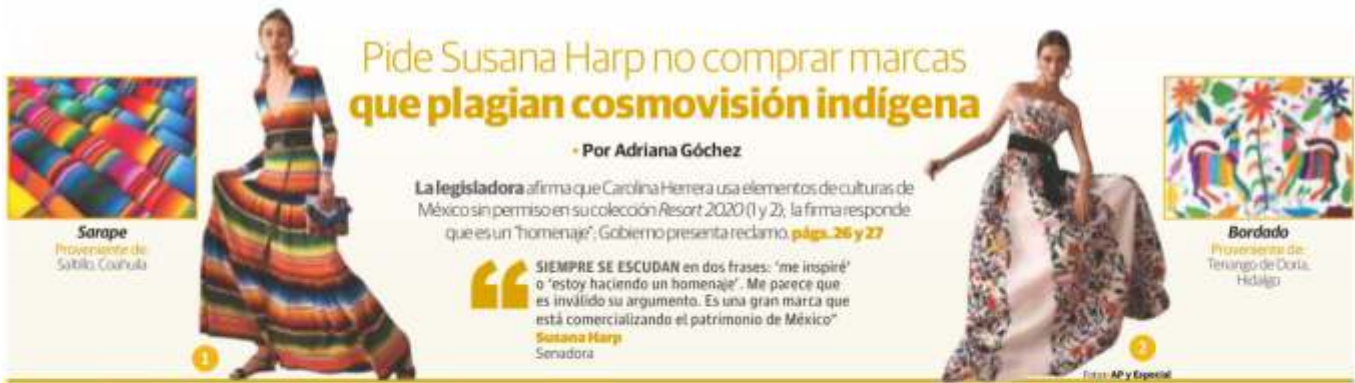 Pide Susana Harp no comprar marcas
que plagian cosmovisión indígena
• Por Adriana Góchez
La legisladora afirma que Carolina Herrera usa elementos de culturas de
México sin permiso en su colección Resort 2020 (1 y 2); la firma responde
que es un "homenaje"; Gobierno presenta reclamo. págs. 26 y 27
SIEMPRE SE ESCUDAN en dos frases: 'me inspiré'
o 'estoy haciendo un homenaje'. Me parece que
es inválido su argumento. Es una gran marca que
está comercializando el patrimonio de México"
Susana Harp
Senadora
Sarape
Proveniente de:
Saltillo, Coahuila
1
Bordado
Proveniente de:
Tenango de Doria,
Hidalgo
2
Fotos: AP y Especial